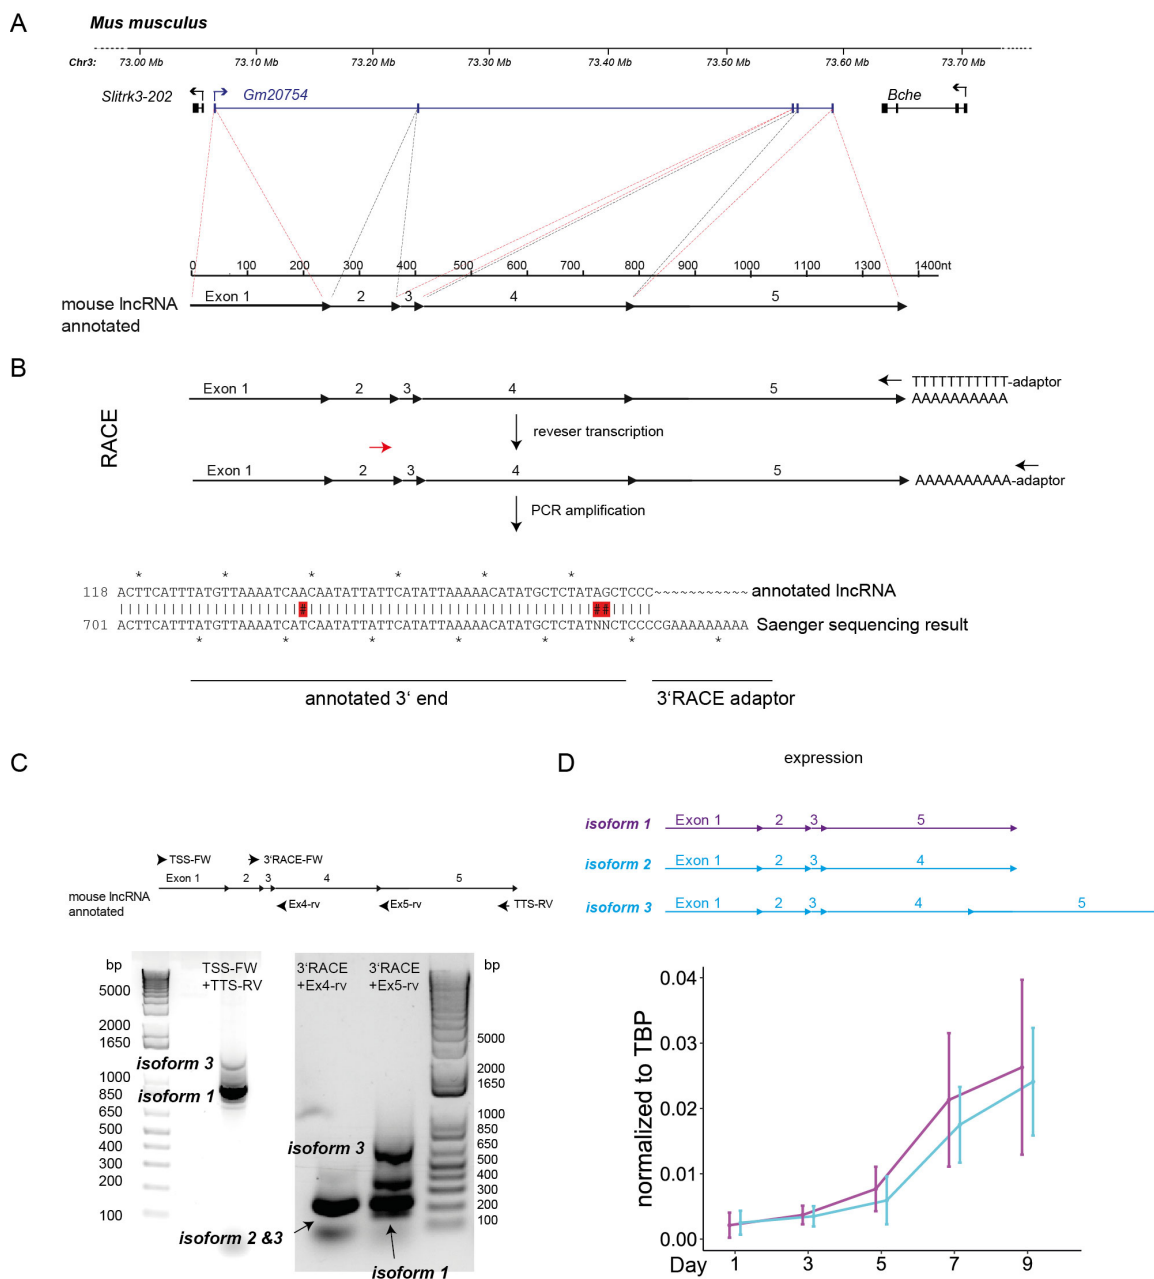 A
Mus musculus
Chr3: 73.00 Mb 73.10 Mb 73.20 Mb 73.30 Mb 73.40 Mb 73.50 Mb 73.60 Mb 73.70 Mb
Slitrk3-202 Gm20754 Bche
0 100 200 300 400 500 600 700 800 900 1000 1100 1200 1300 1400nt
mouse lncRNA
annotated
Exon 1 2 3 4 5
B
RACE
Exon 1 2 3 4 5
TTTTTTTTTTT-adaptor
AAAAAAAAAA
reveser transcription
Exon 1 2 3 4 5
AAAAAAAAAA-adaptor
PCR amplification
* * * * * *
118 ACTTCATTTATGTTAAAATCAACAATATTATTCATATTAAAAACATATGCTCTATAGCTCCC~~~~~~~~~~~ annotated lncRNA
# ##
701 ACTTCATTTATGTTAAAATCATCAATATTATTCATATTAAAAACATATGCTCTATNNCTCCCCGAAAAAAAAA Saenger sequencing result
* * * * * * *
annotated 3' end 3'RACE adaptor
C
TSS-FW 3'RACE-FW
Exon 1 2 3 4 5
mouse lncRNA
annotated
Ex4-rv Ex5-rv TTS-RV
bp
TSS-FW
+TTS-RV
5000
2000
1650
1000
850
650
500
400
300
200
100
isoform 3
isoform 1
3'RACE
+Ex4-rv
3'RACE
+Ex5-rv
bp
5000
2000
1650
1000
850
650
500
400
300
200
100
isoform 3
isoform 2 &3
isoform 1
D
expression
isoform 1 Exon 1 2 3 5
isoform 2 Exon 1 2 3 4
isoform 3 Exon 1 2 3 4 5
normalized to TBP
0.04
0.03
0.02
0.01
0.00
Day 1 3 5 7 9